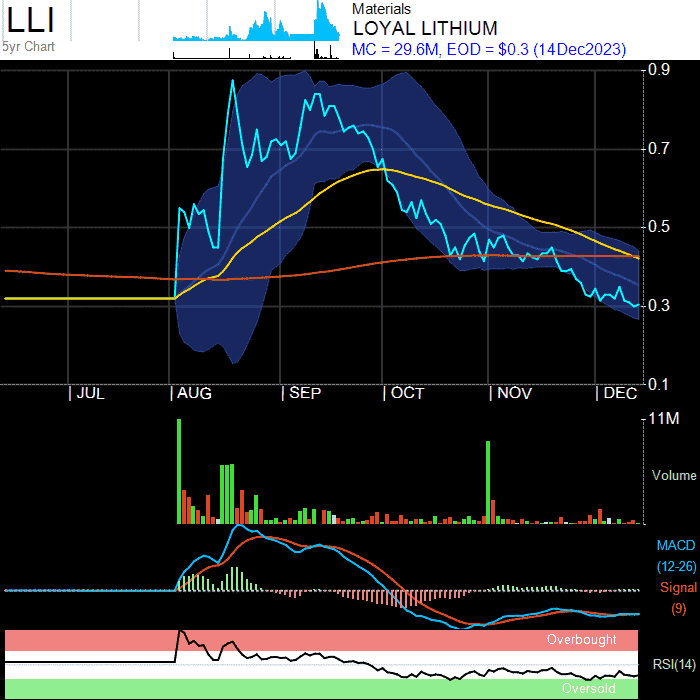 LLI
5yr Chart
Materials
LOYAL LITHIUM
MC = 29.6M, EOD = $0.3 (14Dec2023)
0.9
0.7
0.5
0.3
0.1
| JUL | AUG | SEP | OCT | NOV | DEC
11M
Volume
MACD
(12-26)
Signal
(9)
Overbought
RSI(14)
Oversold